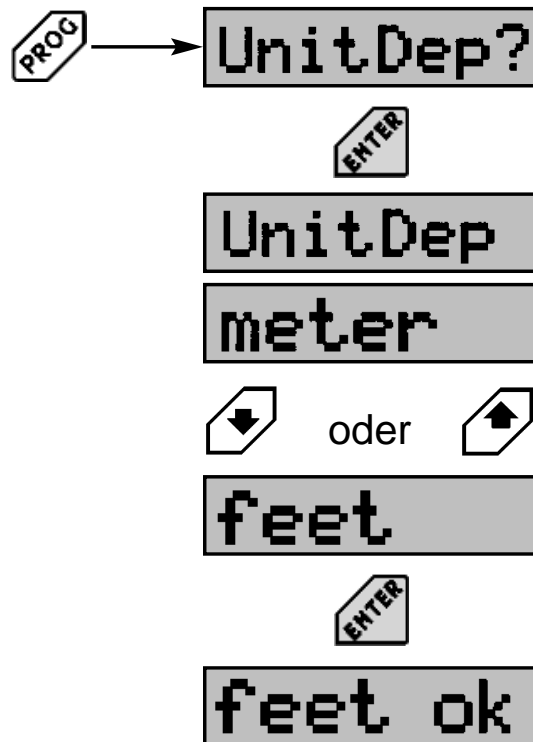 PROG UnitDep?
ENTER
UnitDep
meter
oder
feet
ENTER
feet ok